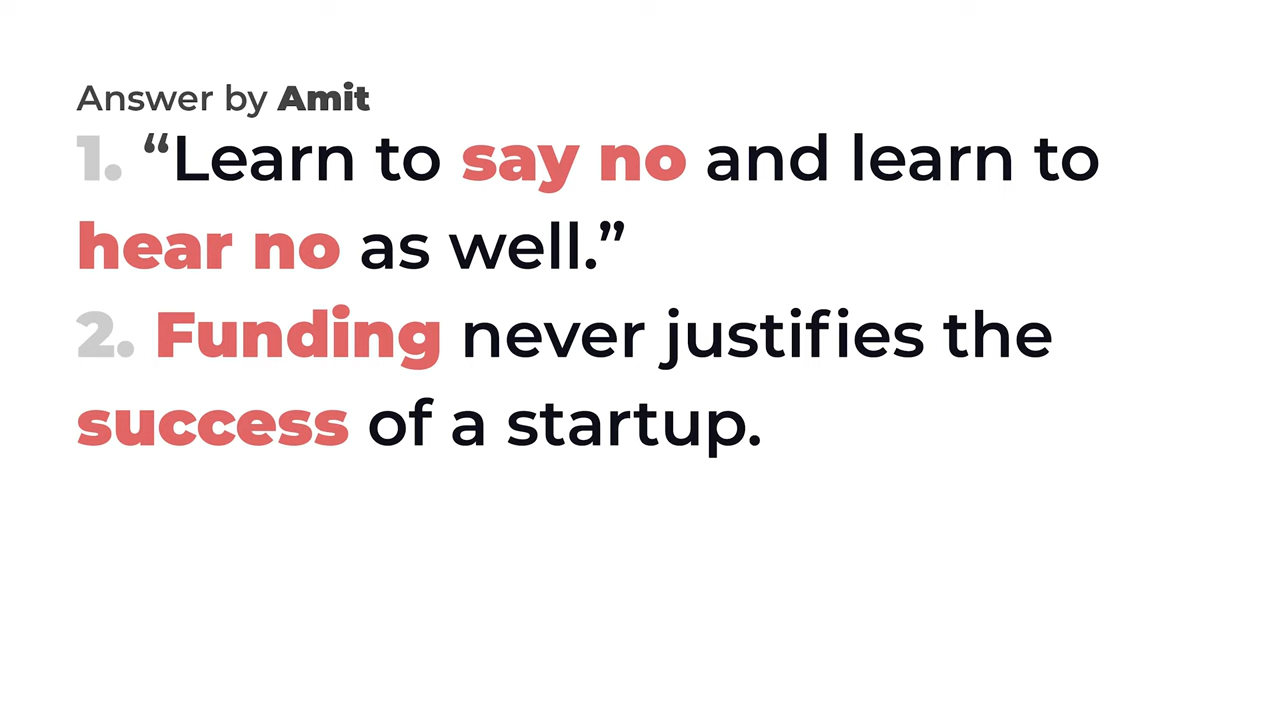 Answer by Amit
1. “Learn to say no and learn to
hear no as well.”
2. Funding never justifies the
success of a startup.